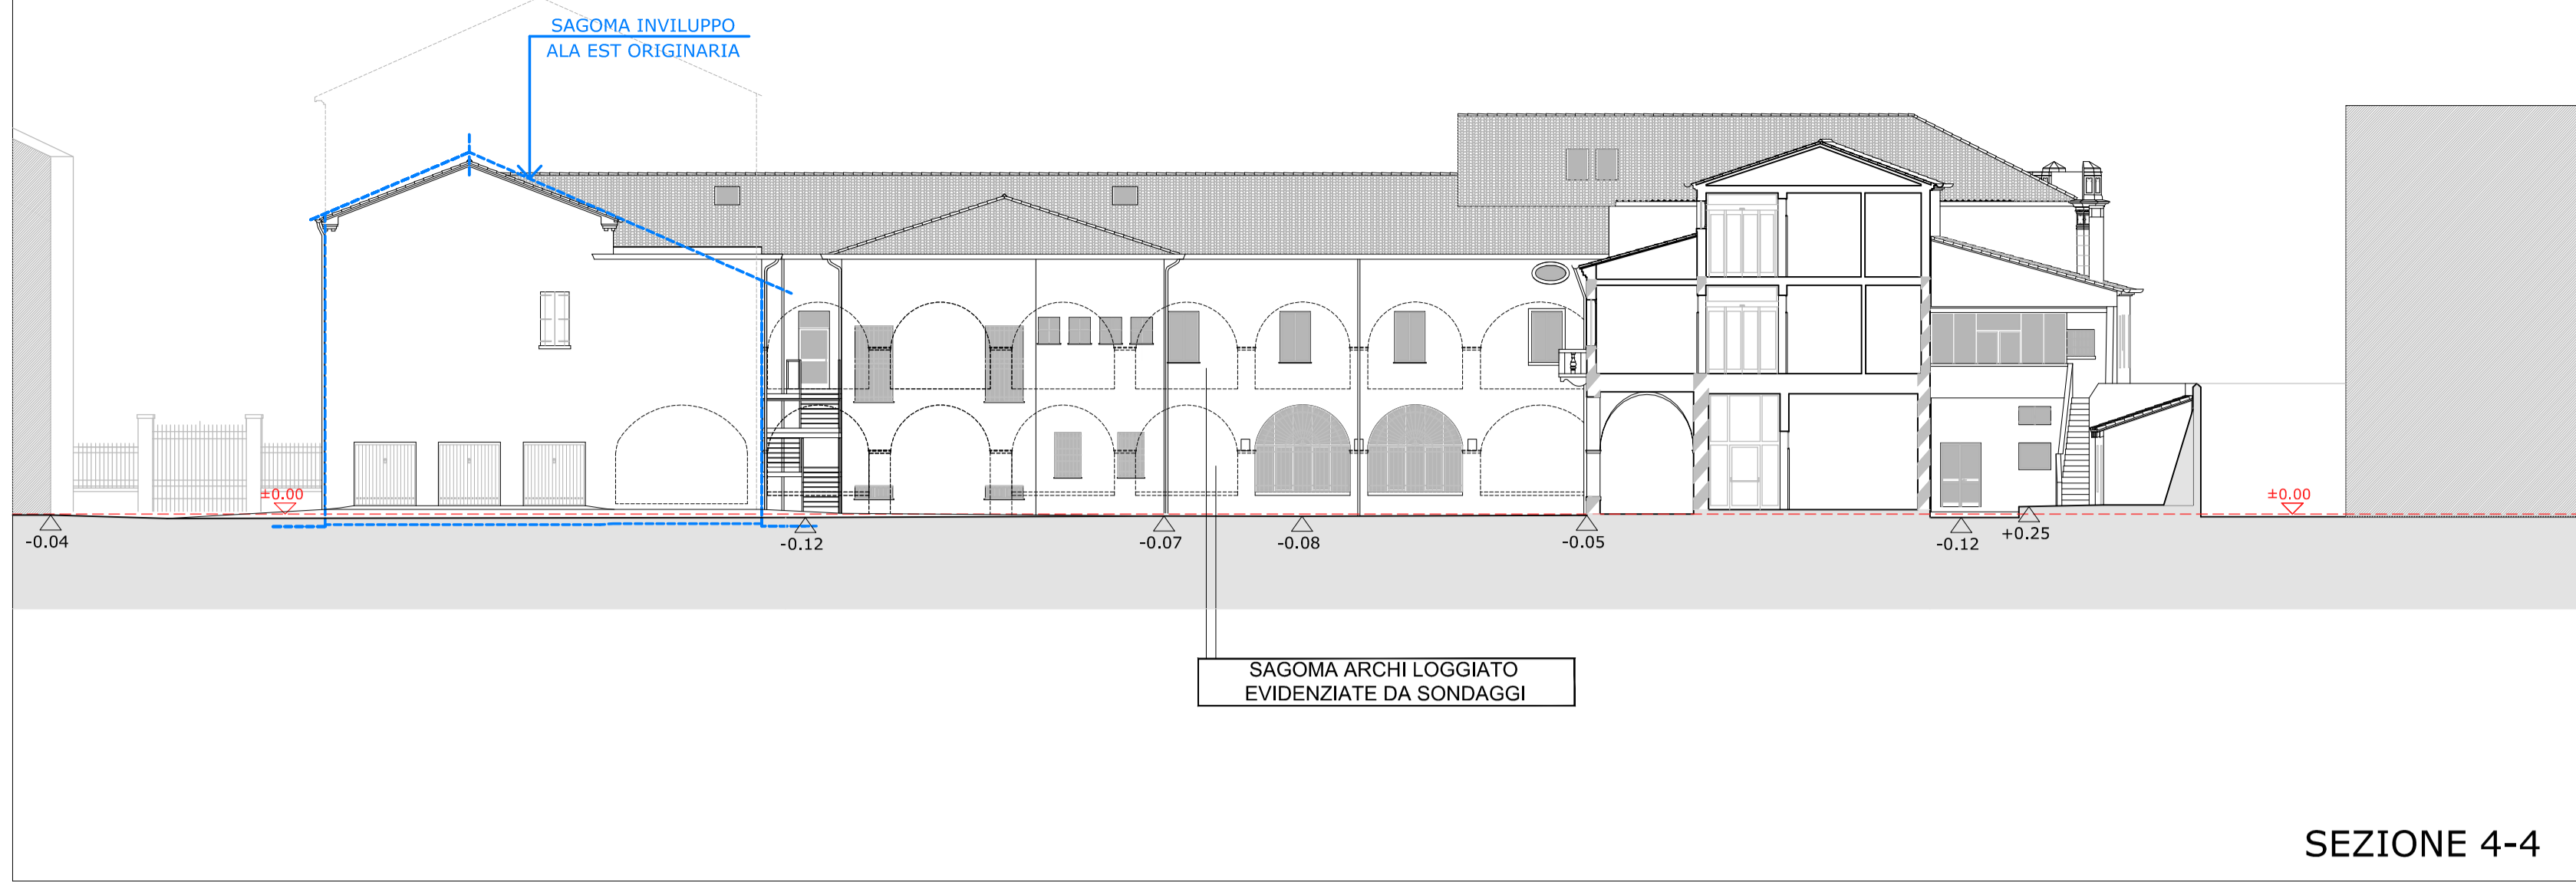 SAGOMA INVILUPPO
ALA EST ORIGINARIA
±0.00
±0.00
-0.04
-0.12
-0.07
-0.08
-0.05
-0.12
+0.25
SAGOMA ARCHI LOGGIATO
EVIDENZIATE DA SONDAGGI
SEZIONE 4-4